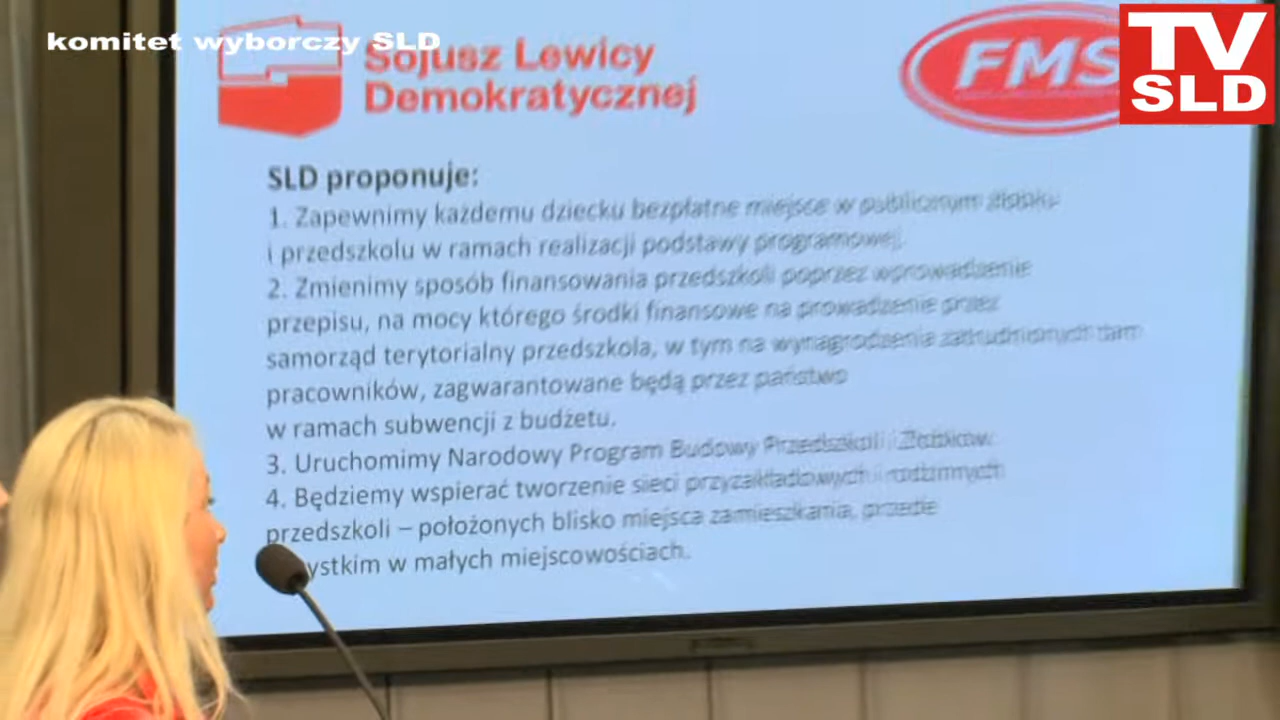 komitet wyborczy SLD
TV
SLD
Sojusz Lewicy
Demokratycznej
FMS
SLD proponuje:
1. Zapewnimy każdemu dziecku bezpłatne miejsce w publicznym żłobku
i przedszkolu w ramach realizacji podstawy programowej.
2. Zmienimy sposób finansowania przedszkoli poprzez wprowadzenie
przepisu, na mocy którego środki finansowe na prowadzenie przez
samorząd terytorialny przedszkola, w tym na wynagrodzenia zatrudnionych tam
pracowników, zagwarantowane będą przez państwo
w ramach subwencji z budżetu.
3. Uruchomimy Narodowy Program Budowy Przedszkoli i Żłobków.
4. Będziemy wspierać tworzenie sieci przyzakładowych i rodzinnych
przedszkoli – położonych blisko miejsca zamieszkania, przede
ystkim w małych miejscowościach.